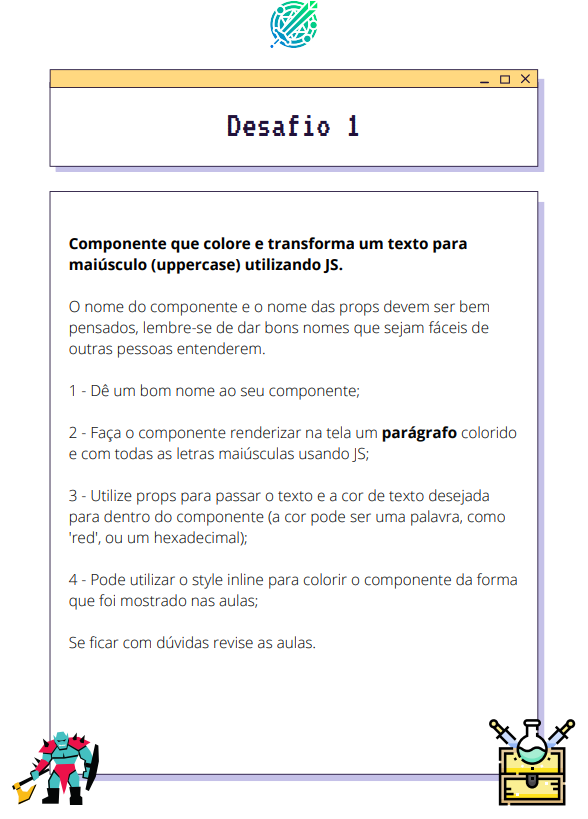 Desafio 1
Componente que colore e transforma um texto para
maiúsculo (uppercase) utilizando JS.
O nome do componente e o nome das props devem ser bem
pensados, lembre-se de dar bons nomes que sejam fáceis de
outras pessoas entenderem.
1 - Dê um bom nome ao seu componente;
2 - Faça o componente renderizar na tela um parágrafo colorido
e com todas as letras maiúsculas usando JS;
3 - Utilize props para passar o texto e a cor de texto desejada
para dentro do componente (a cor pode ser uma palavra, como
'red', ou um hexadecimal);
4 - Pode utilizar o style inline para colorir o componente da forma
que foi mostrado nas aulas;
Se ficar com dúvidas revise as aulas.